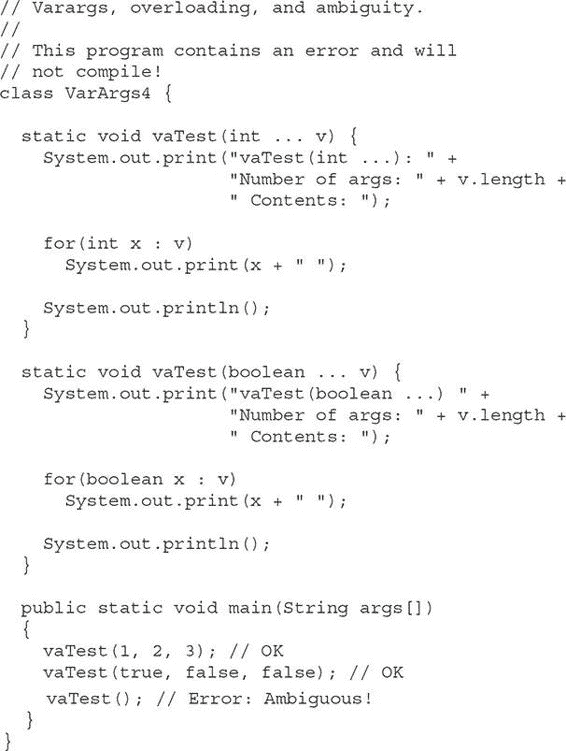 // Varargs, overloading, and ambiguity.
//
// This program contains an error and will
// not compile!
class VarArgs4 {
static void vaTest(int ... v) {
System.out.print("vaTest(int ...): " +
"Number of args: " + v.length +
" Contents: ");
for(int x : v)
System.out.print(x + " ");
System.out.println();
}
static void vaTest(boolean ... v) {
System.out.print("vaTest(boolean ...) " +
"Number of args: " + v.length +
" Contents: ");
for(boolean x : v)
System.out.print(x + " ");
System.out.println();
}
public static void main(String args[])
{
vaTest(1, 2, 3); // OK
vaTest(true, false, false); // OK
vaTest(); // Error: Ambiguous!
}
}